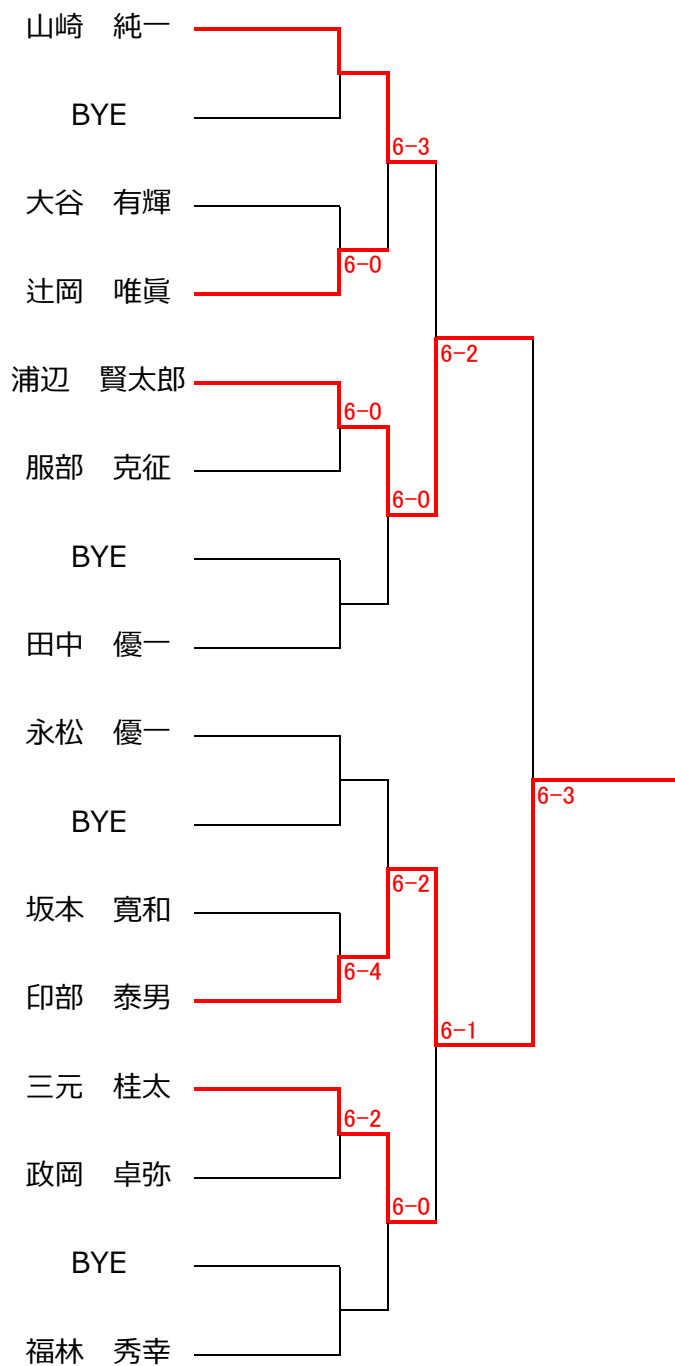 山崎　純一
BYE
6-3
大谷　有輝
6-0
辻岡　唯眞
6-2
浦辺　賢太郎
6-0
服部　克征
6-0
BYE
田中　優一
永松　優一
6-3
BYE
6-2
坂本　寛和
6-4
印部　泰男
6-1
三元　桂太
6-2
政岡　卓弥
6-0
BYE
福林　秀幸